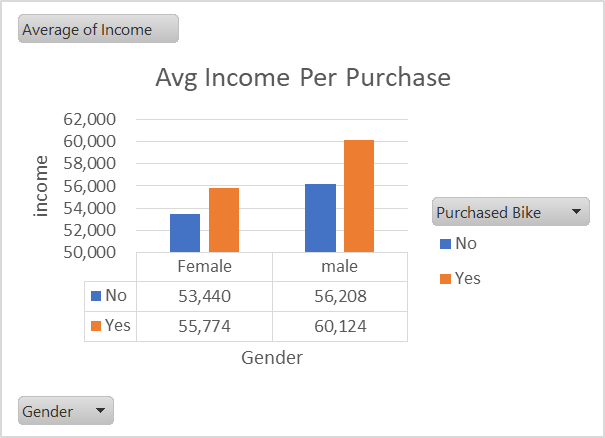 Average of Income
Avg Income Per Purchase
income
62,000
60,000
58,000
56,000
54,000
52,000
50,000
Female male
No 53,440 56,208
Yes 55,774 60,124
Gender
Purchased Bike
No
Yes
Gender